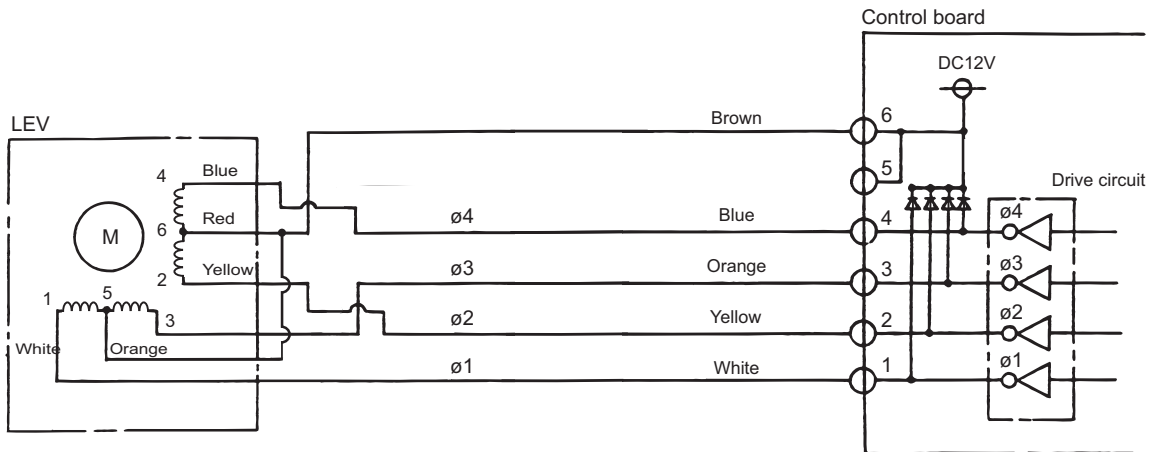 Control board
DC12V
LEV
Brown
6
5
Drive circuit
4
Blue
Red
6
M
ø4
Blue
4
ø4
Yellow
2
ø3
Orange
3
ø3
1
5
3
ø2
Yellow
2
ø2
White
Orange
ø1
White
1
ø1